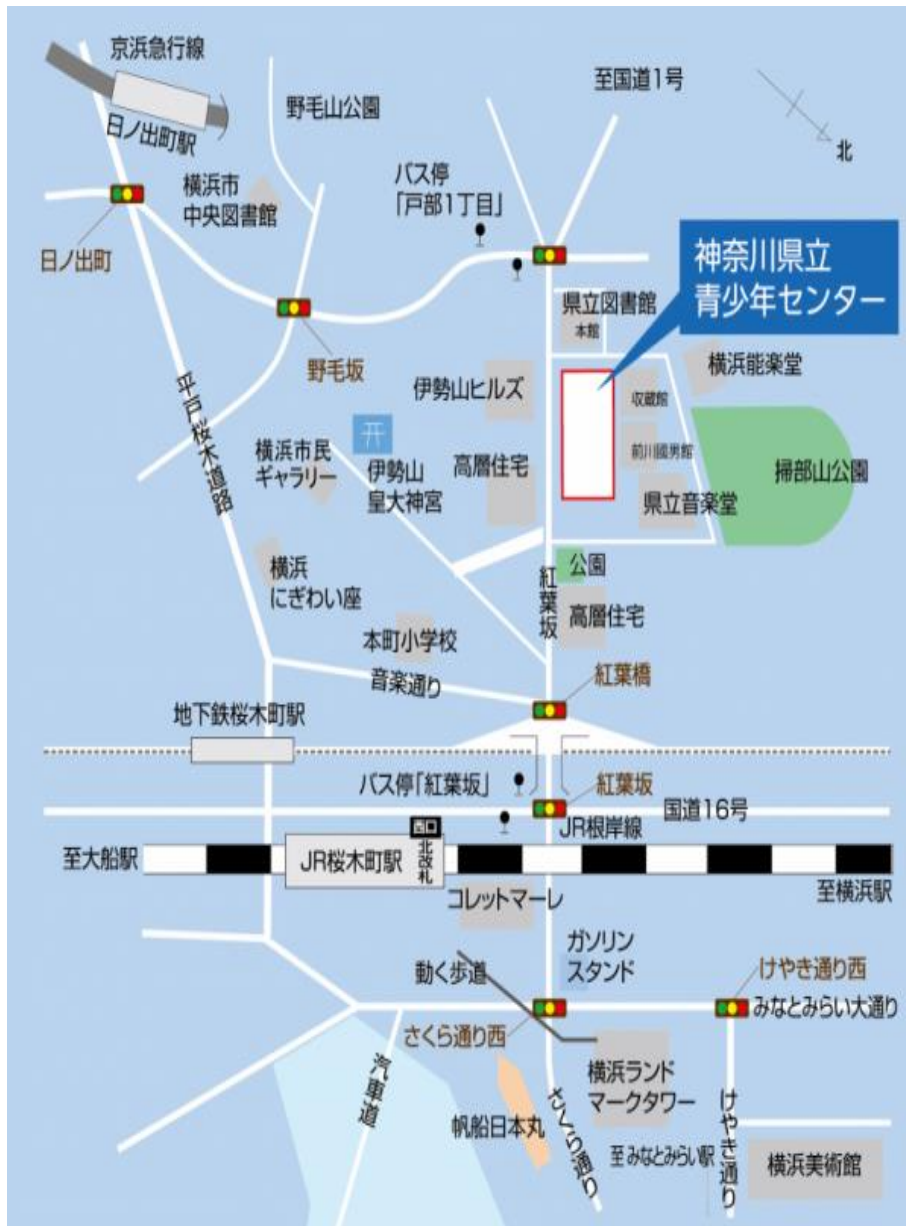 京浜急行線
日ノ出町駅
野毛山公園
至国道1号
北
横浜市
中央図書館
バス停
「戸部1丁目」
日ノ出町
神奈川県立
青少年センター
県立図書館
本館
野毛坂
伊勢山ヒルズ
横浜能楽堂
収蔵館
平戸桜木道路
横浜市民
ギャラリー
伊勢山
皇大神宮
高層住宅
前川國男館
掃部山公園
県立音楽堂
横浜
にぎわい座
紅葉坂
公園
高層住宅
本町小学校
音楽通り
紅葉橋
地下鉄桜木町駅
バス停「紅葉坂」
紅葉坂
国道16号
JR根岸線
至大船駅
JR桜木町駅
北改札
至横浜駅
コレットマーレ
動く歩道
ガソリン
スタンド
けやき通り西
みなとみらい大通り
さくら通り西
汽車道
帆船日本丸
さくら通り
横浜ランド
マークタワー
至みなとみらい駅
けやき通り
横浜美術館